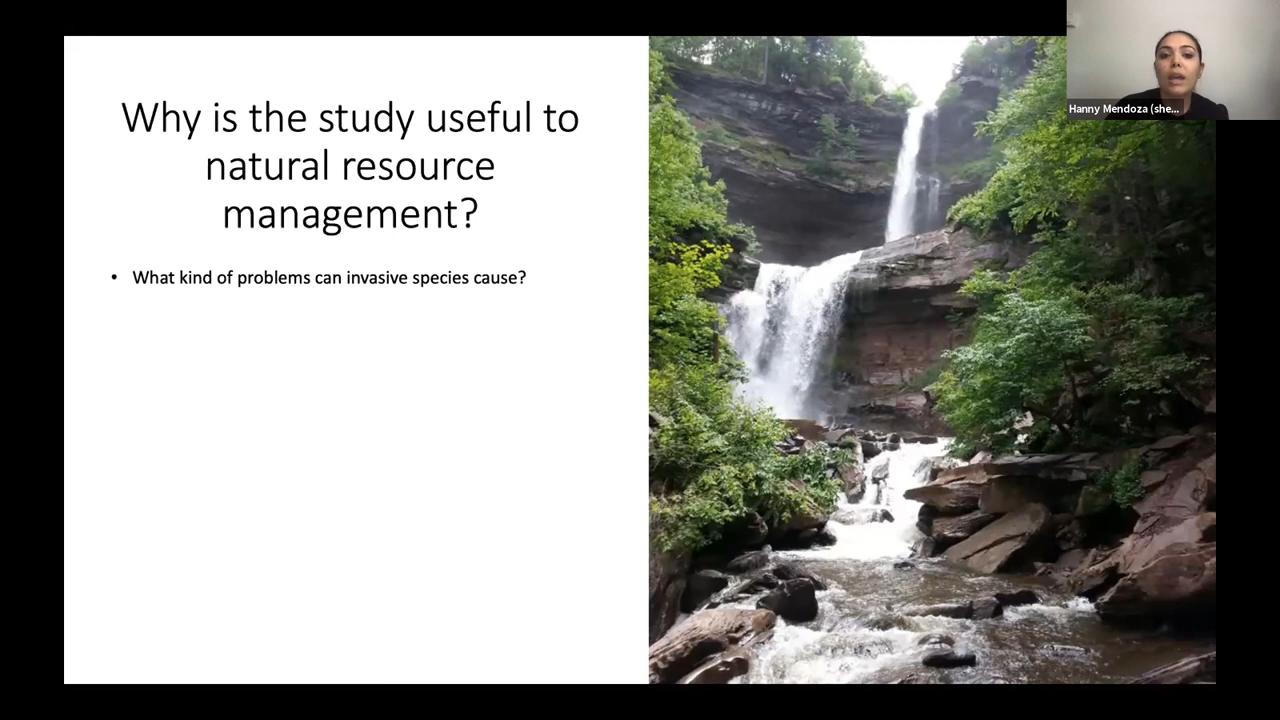 Why is the study useful to
natural resource
management?
• What kind of problems can invasive species cause?
Hanny Mendoza (she...